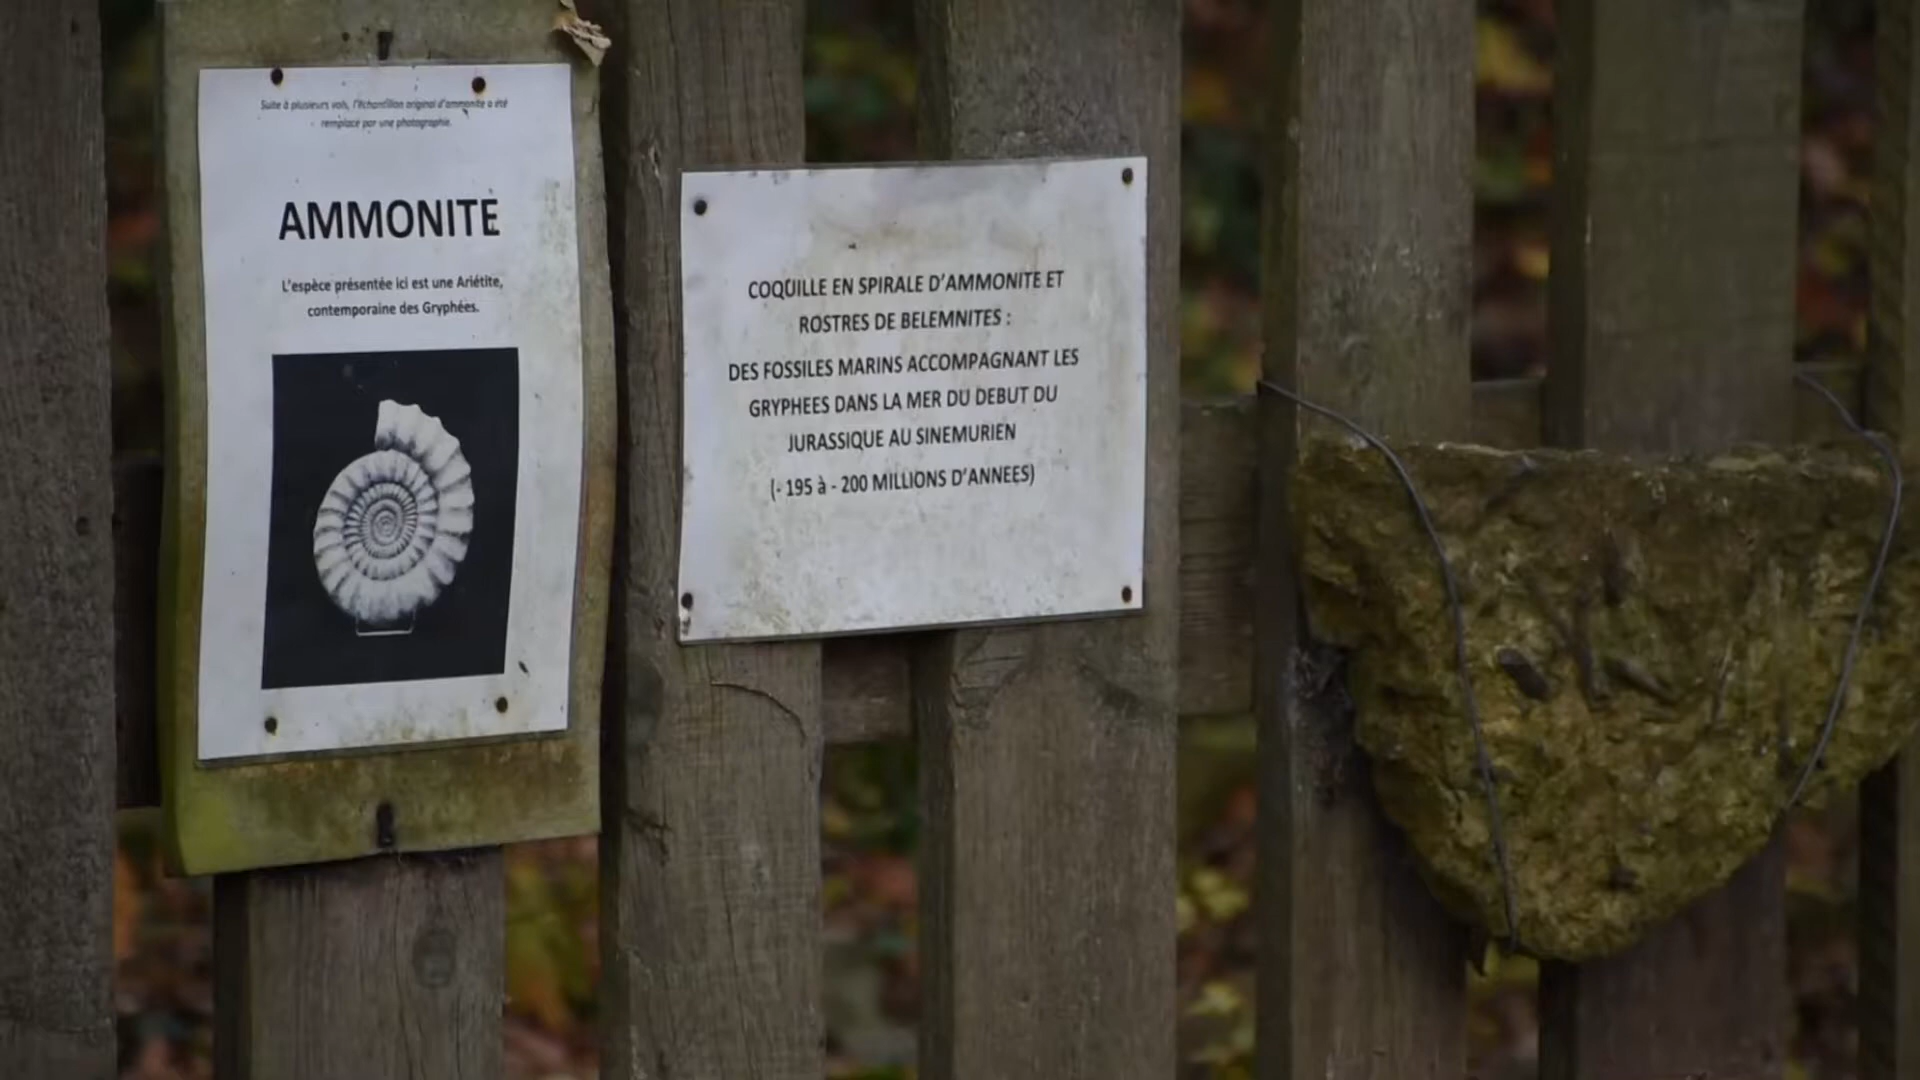 Suite à plusieurs vols, l'échantillon original d'ammonite a été
remplacé par une photographie.
AMMONITE
L'espèce présentée ici est une Ariétite,
contemporaine des Gryphées.
COQUILLE EN SPIRALE D'AMMONITE ET
ROSTRES DE BELEMNITES :
DES FOSSILES MARINS ACCOMPAGNANT LES
GRYPHEES DANS LA MER DU DEBUT DU
JURASSIQUE AU SINEMURIEN
(- 195 à - 200 MILLIONS D'ANNEES)